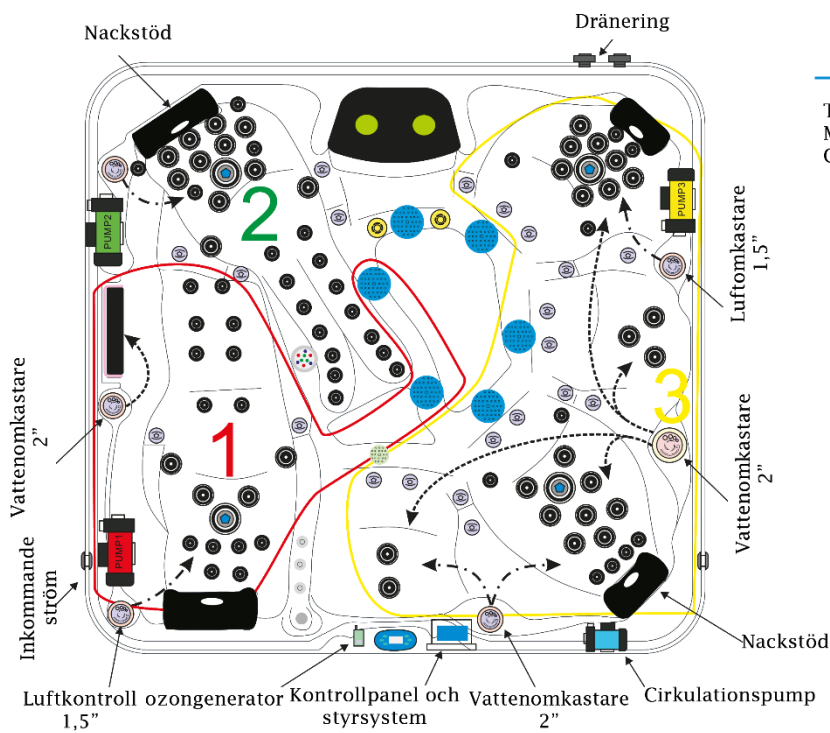 Dränering
Nackstöd
T
M
C
PUMP2
2
PUMP3
Luftomkastare
1,5”
Vattenomkastare
2”
1
3
Vattenomkastare
2”
PUMP1
Inkommande
ström
Nackstöd
Luftkontroll
1,5”
ozongenerator
Kontrollpanel och
styrsystem
Vattenomkastare
2”
Cirkulationspump